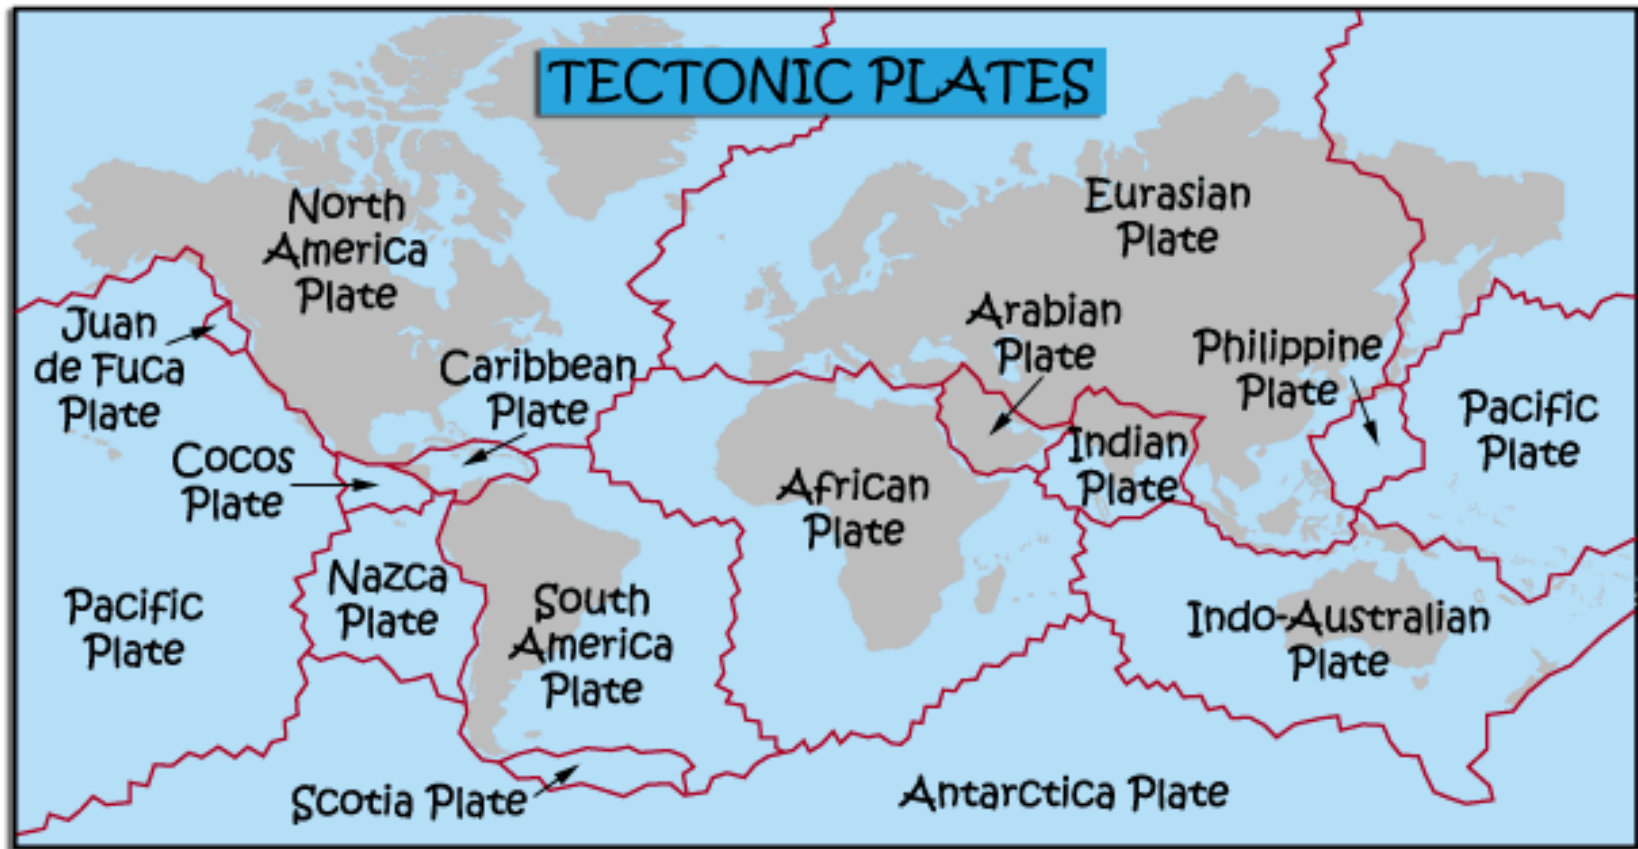 TECTONIC PLATES
North
America
Plate
Eurasian
Plate
Juan
de Fuca
Plate
Caribbean
Plate
Arabian
Plate
Philippine
Plate
Pacific
Plate
Cocos
Plate
African
Plate
Indian
Plate
Pacific
Plate
Nazca
Plate
South
America
Plate
Indo-Australian
Plate
Scotia Plate
Antarctica Plate